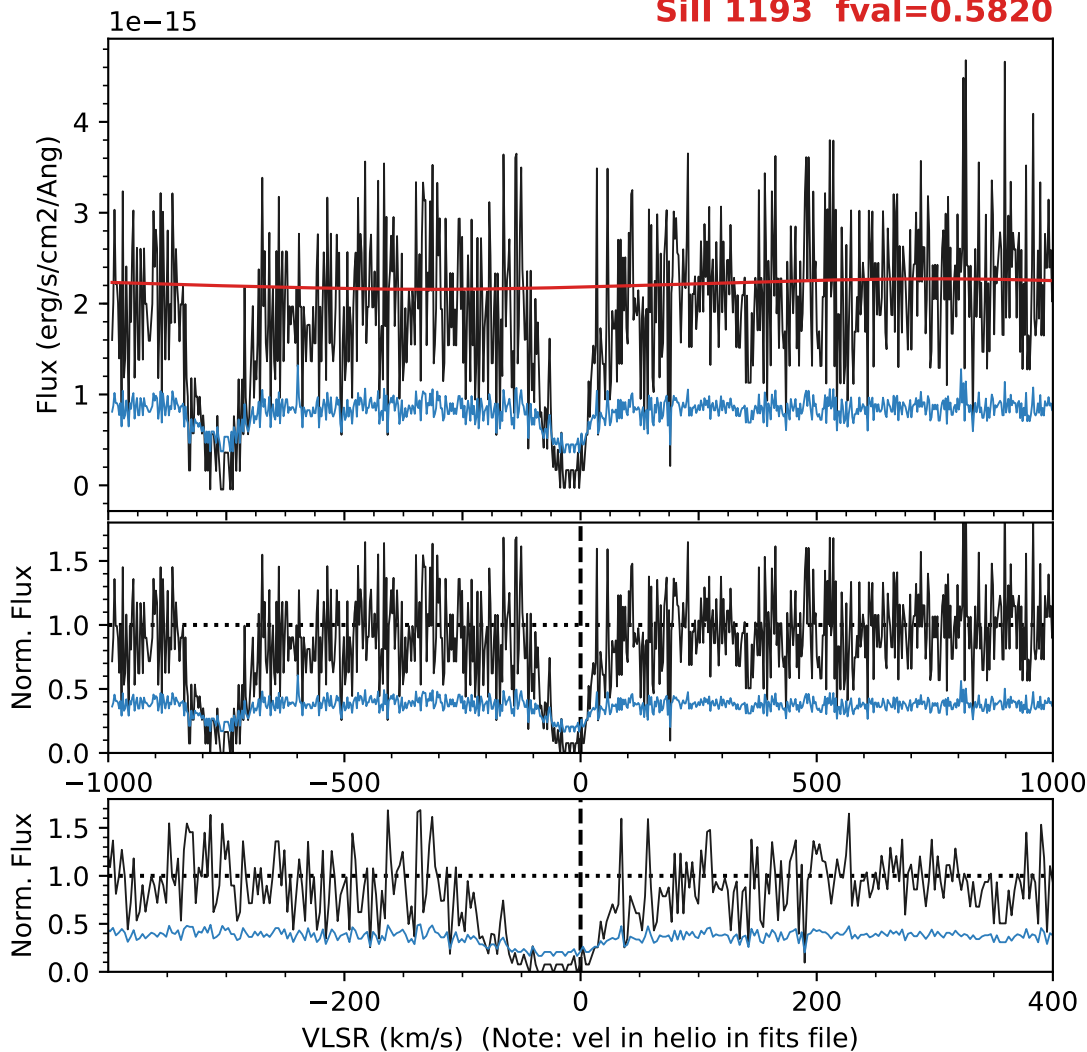 SiII 1193 fval=0.5820
1e−15
4
3
2
1
0
Flux (erg/s/cm2/Ang)
1.5
1.0
0.5
0.0
Norm. Flux
−1000 −500 0 500 1000
1.5
1.0
0.5
0.0
Norm. Flux
−200 0 200 400
VLSR (km/s) (Note: vel in helio in fits file)